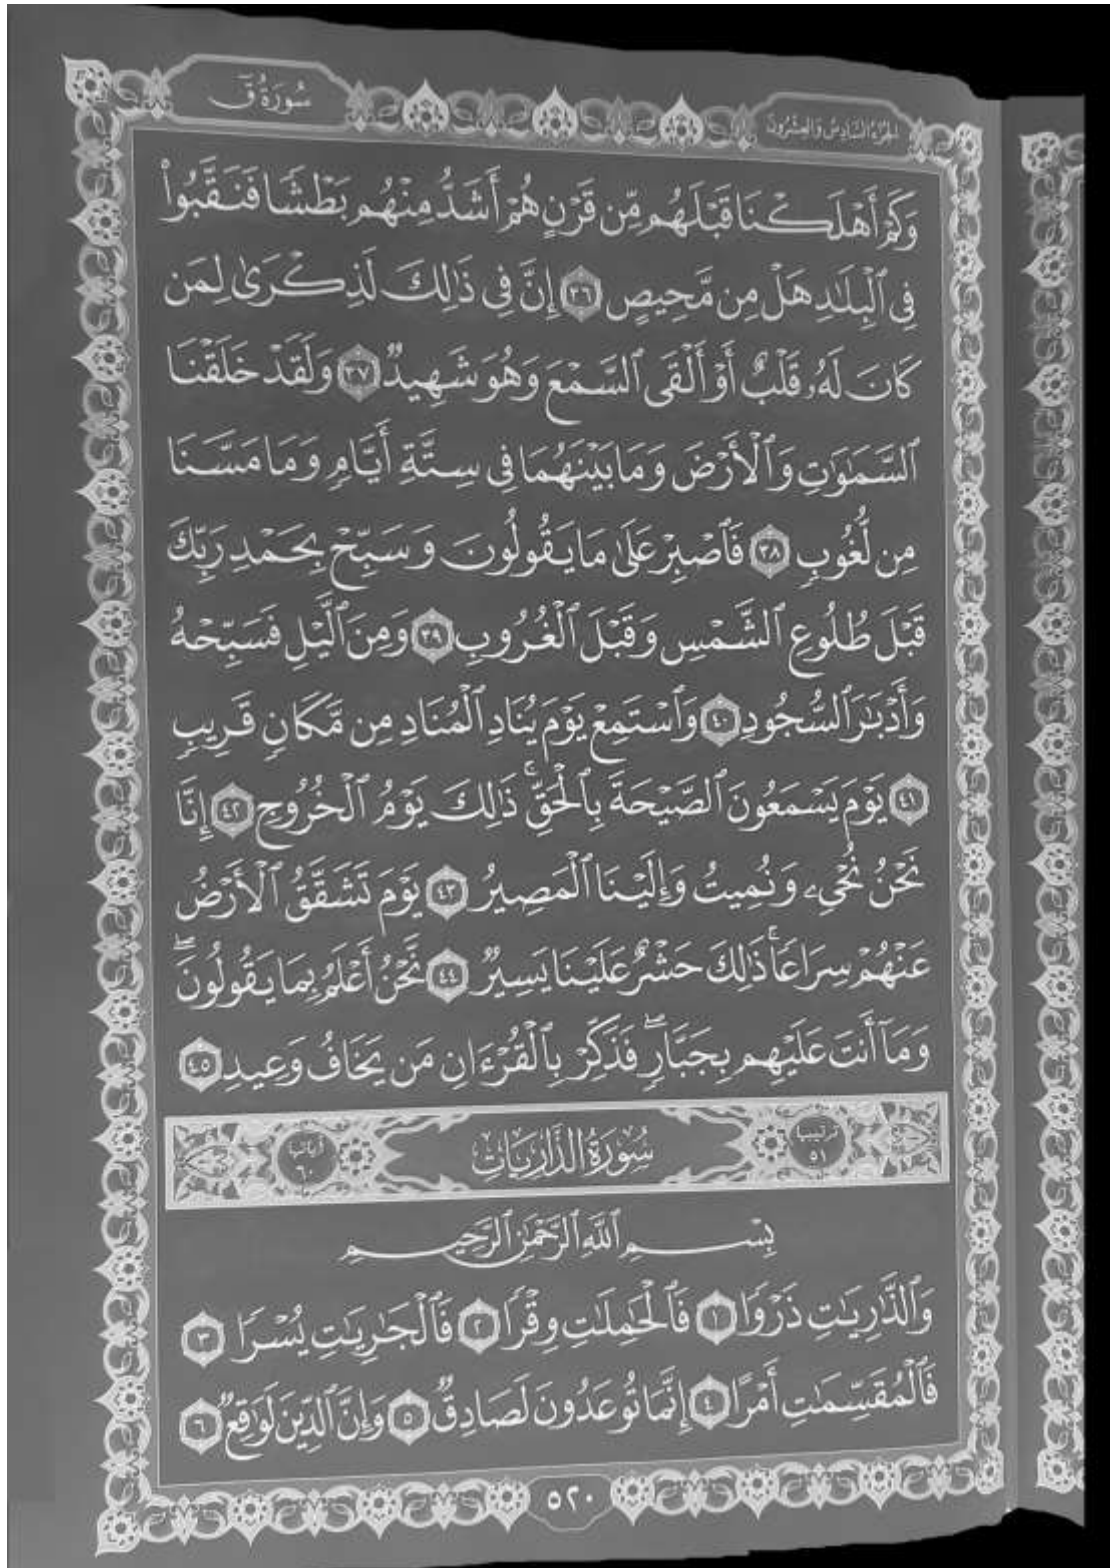 الجزء السادس والعشرون
سُورَةُ قٓ
وَكَمْ أَهْلَكْنَا قَبْلَهُم مِّن قَرْنٍ هُمْ أَشَدُّ مِنْهُم بَطْشًا فَنَقَّبُوا۟
فِى ٱلْبِلَٰدِ هَلْ مِن مَّحِيصٍ ٣٦ إِنَّ فِى ذَٰلِكَ لَذِكْرَىٰ لِمَن
كَانَ لَهُۥ قَلْبٌ أَوْ أَلْقَى ٱلسَّمْعَ وَهُوَ شَهِيدٌ ٣٧ وَلَقَدْ خَلَقْنَا
ٱلسَّمَٰوَٰتِ وَٱلْأَرْضَ وَمَا بَيْنَهُمَا فِى سِتَّةِ أَيَّامٍ وَمَا مَسَّنَا
مِن لُّغُوبٍ ٣٨ فَٱصْبِرْ عَلَىٰ مَا يَقُولُونَ وَسَبِّحْ بِحَمْدِ رَبِّكَ
قَبْلَ طُلُوعِ ٱلشَّمْسِ وَقَبْلَ ٱلْغُرُوبِ ٣٩ وَمِنَ ٱلَّيْلِ فَسَبِّحْهُ
وَأَدْبَٰرَ ٱلسُّجُودِ ٤٠ وَٱسْتَمِعْ يَوْمَ يُنَادِ ٱلْمُنَادِ مِن مَّكَانٍ قَرِيبٍ
٤١ يَوْمَ يَسْمَعُونَ ٱلصَّيْحَةَ بِٱلْحَقِّ ۚ ذَٰلِكَ يَوْمُ ٱلْخُرُوجِ ٤٢ إِنَّا
نَحْنُ نُحْىِۦ وَنُمِيتُ وَإِلَيْنَا ٱلْمَصِيرُ ٤٣ يَوْمَ تَشَقَّقُ ٱلْأَرْضُ
عَنْهُمْ سِرَاعًا ۚ ذَٰلِكَ حَشْرٌ عَلَيْنَا يَسِيرٌ ٤٤ نَّحْنُ أَعْلَمُ بِمَا يَقُولُونَ ۖ
وَمَآ أَنتَ عَلَيْهِم بِجَبَّارٍ ۖ فَذَكِّرْ بِٱلْقُرْءَانِ مَن يَخَافُ وَعِيدِ ٤٥
ترتيبها ٥١
سُورَةُ الذَّارِيَاتِ
آياتها ٦٠
بِسْمِ ٱللَّهِ ٱلرَّحْمَٰنِ ٱلرَّحِيمِ
وَٱلذَّٰرِيَٰتِ ذَرْوًا ١ فَٱلْحَٰمِلَٰتِ وِقْرًا ٢ فَٱلْجَٰرِيَٰتِ يُسْرًا ٣
فَٱلْمُقَسِّمَٰتِ أَمْرًا ٤ إِنَّمَا تُوعَدُونَ لَصَادِقٌ ٥ وَإِنَّ ٱلدِّينَ لَوَٰقِعٌ ٦
٥٢٠